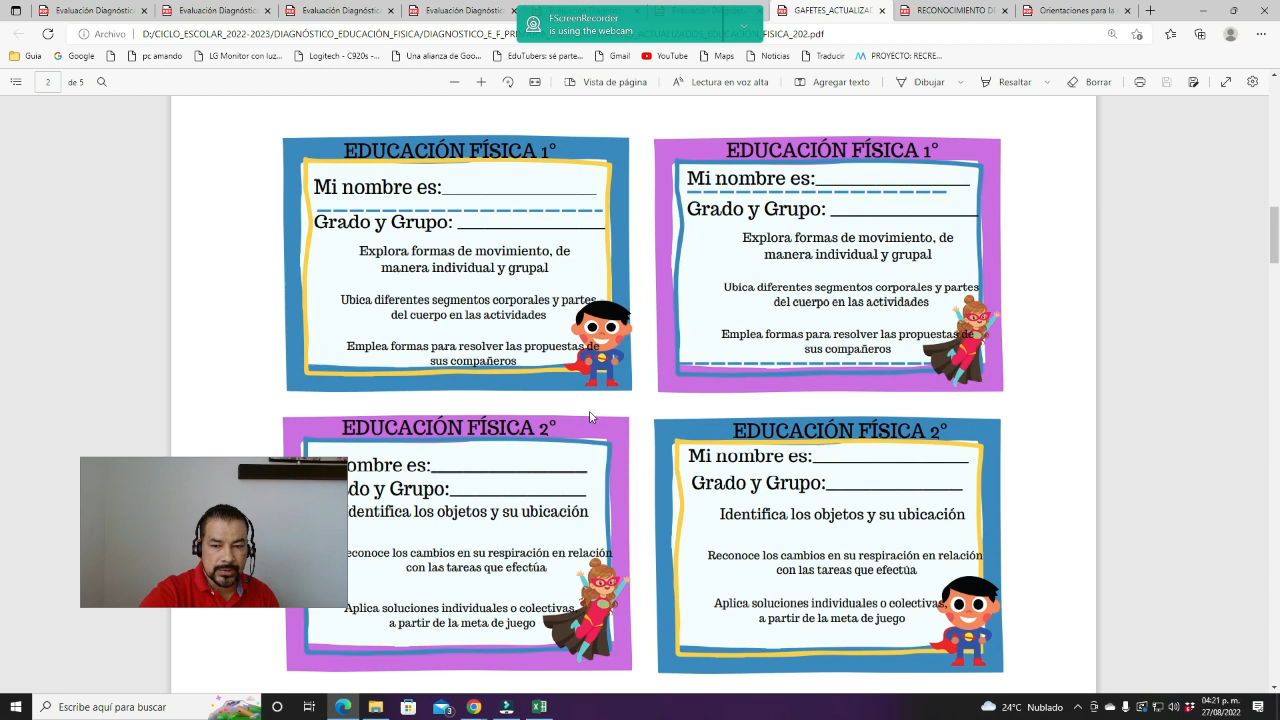 Evaluación Diagnóstic
Evaluación Diagnóstic
Evaluación Diagnóstic
GAFETES_ACTUALIZAC
RECONOCIMIENTO DE
Orientaciones para la
FScreenRecorder
is using the webcam
Archivo
D:/CICLO_ESCOLAR_2022-2023/DIAGNÓSTICO_EDUCACIÓN_FISICA/DIAGNOSTICO_E_F_PR
Guia
Google
pc amando
LG Monitor con luz...
Logitech - C920s -...
Una alianza de Goo...
EduTubers: sé parte...
Gmail
YouTube
Maps
Noticias
Traducir
PROYECTO: RECRE...
2
de 5
Vista de página
Lectura en voz alta
Agregar texto
Dibujar
Resaltar
Borrar
EDUCACIÓN FÍSICA 1°
Mi nombre es:
Grado y Grupo:
Explora formas de movimiento, de
manera individual y grupal
Ubica diferentes segmentos corporales y partes
del cuerpo en las actividades
Emplea formas para resolver las propuestas de
sus compañeros
EDUCACIÓN FÍSICA 1°
Mi nombre es:
Grado y Grupo:
Explora formas de movimiento, de
manera individual y grupal
Ubica diferentes segmentos corporales y partes
del cuerpo en las actividades
Emplea formas para resolver las propuestas de
sus compañeros
EDUCACIÓN FÍSICA 2°
ombre es:
do y Grupo:
dentifica los objetos y su ubicación
econoce los cambios en su respiración en relación
con las tareas que efectúa
Aplica soluciones individuales o colectivas,
a partir de la meta de juego
EDUCACIÓN FÍSICA 2°
Mi nombre es:
Grado y Grupo:
Identifica los objetos y su ubicación
Reconoce los cambios en su respiración en relación
con las tareas que efectúa
Aplica soluciones individuales o colectivas,
a partir de la meta de juego
Escribe aquí para buscar
24°C Nublado
04:21 p. m.
27/08/2022